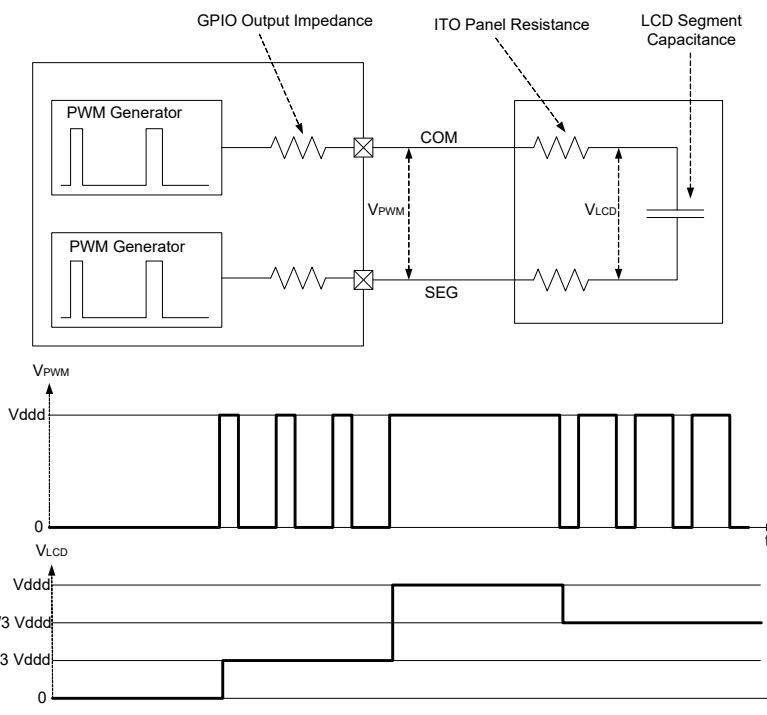 GPIO Output Impedance
ITO Panel Resistance
LCD Segment
Capacitance
PWM Generator
COM
VPWM
VLCD
PWM Generator
SEG
VPWM
Vddd
0
t
VLCD
Vddd
/3 Vddd
3 Vddd
0